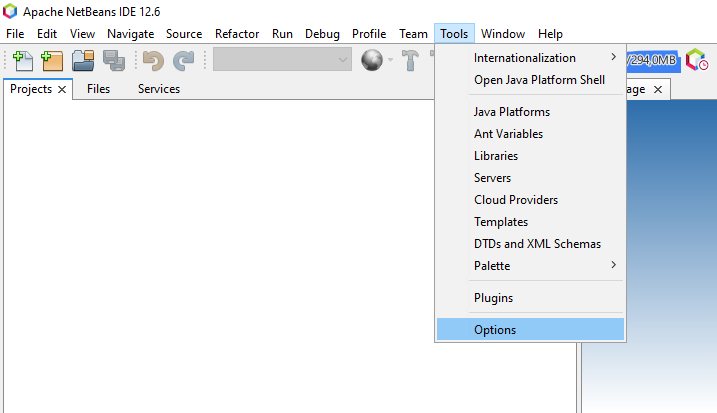 Apache NetBeans IDE 12.6
File Edit View Navigate Source Refactor Run Debug Profile Team Tools Window Help
/294,0MB
Projects Files Services
age
Internationalization
Open Java Platform Shell
Java Platforms
Ant Variables
Libraries
Servers
Cloud Providers
Templates
DTDs and XML Schemas
Palette
Plugins
Options